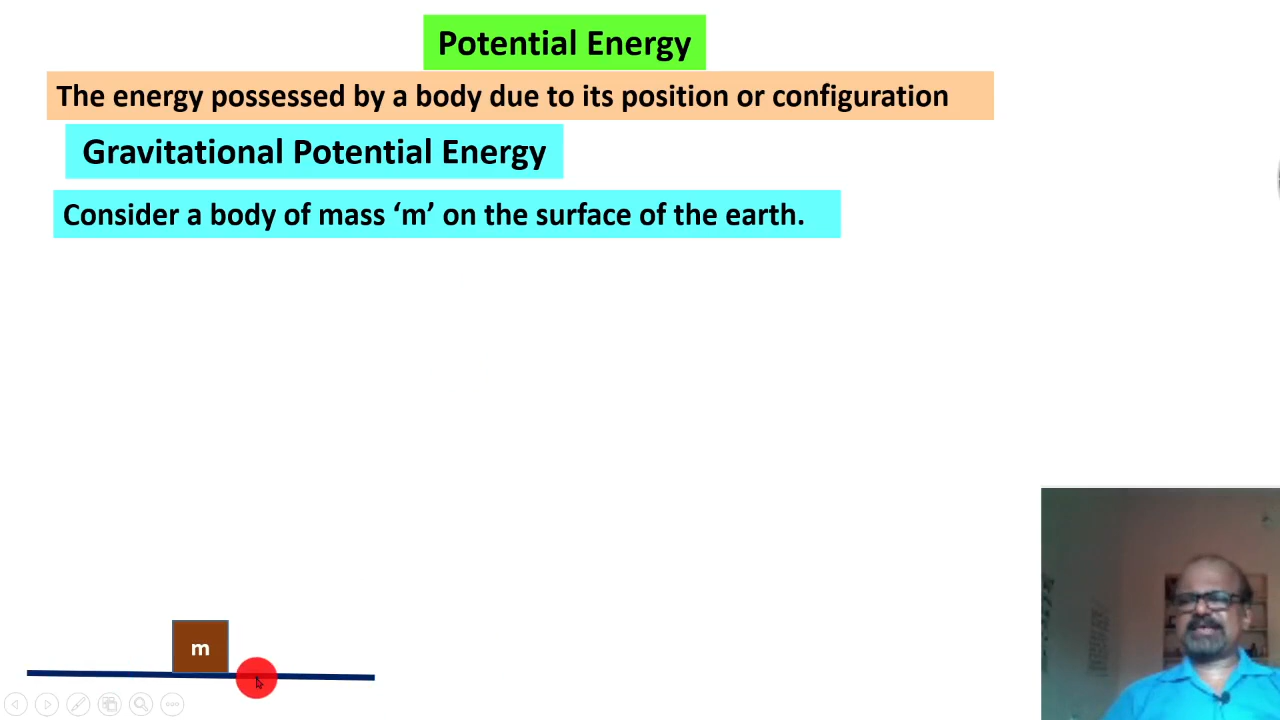 Potential Energy
The energy possessed by a body due to its position or configuration
Gravitational Potential Energy
Consider a body of mass ‘m’ on the surface of the earth.
m